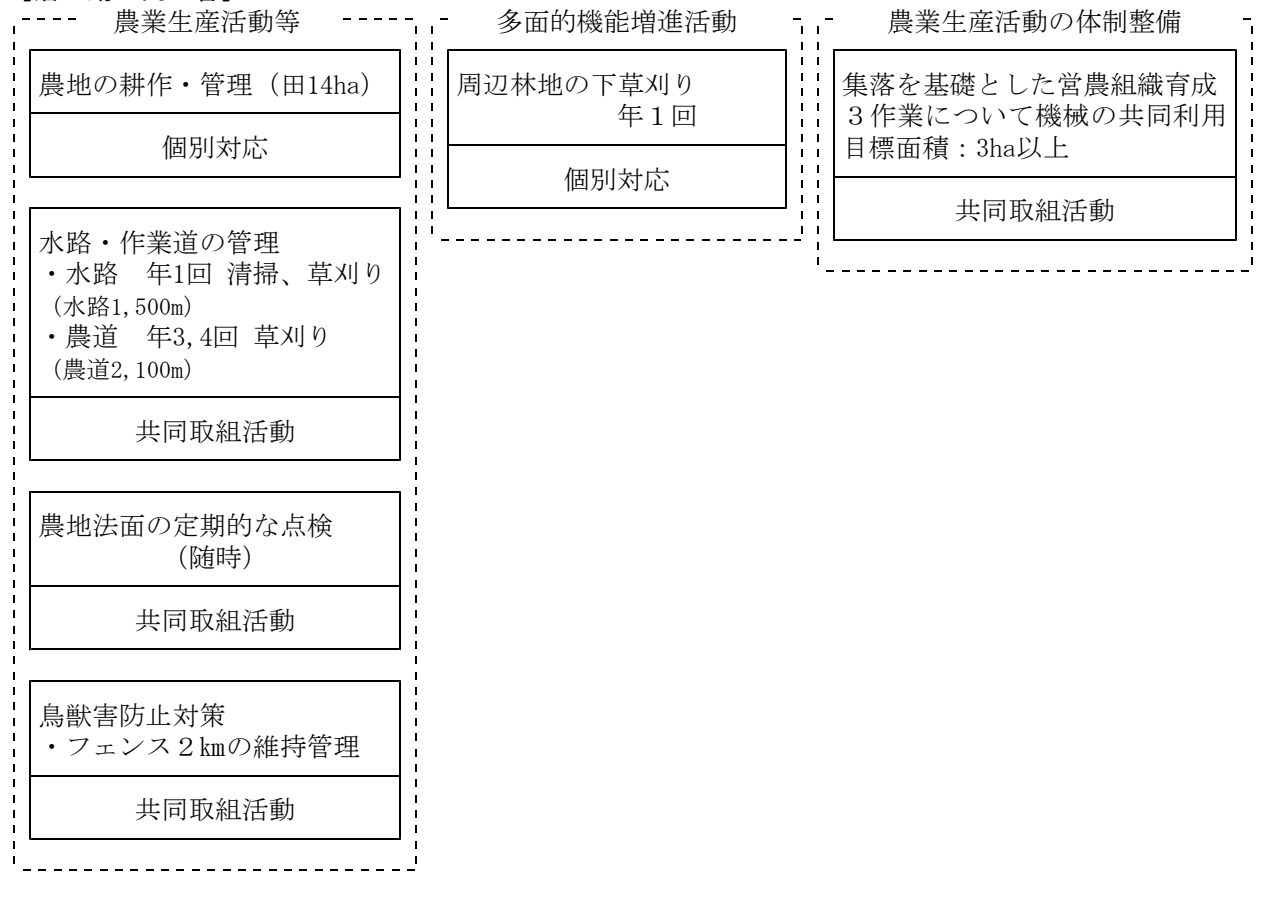 農業生産活動等
農地の耕作・管理（田14ha）
個別対応
水路・作業道の管理
・水路　年1回 清掃、草刈り
（水路1,500m）
・農道　年3,4回 草刈り
（農道2,100m）
共同取組活動
農地法面の定期的な点検
（随時）
共同取組活動
鳥獣害防止対策
・フェンス２㎞の維持管理
共同取組活動
多面的機能増進活動
周辺林地の下草刈り
年１回
個別対応
農業生産活動の体制整備
集落を基礎とした営農組織育成
３作業について機械の共同利用
目標面積：3ha以上
共同取組活動